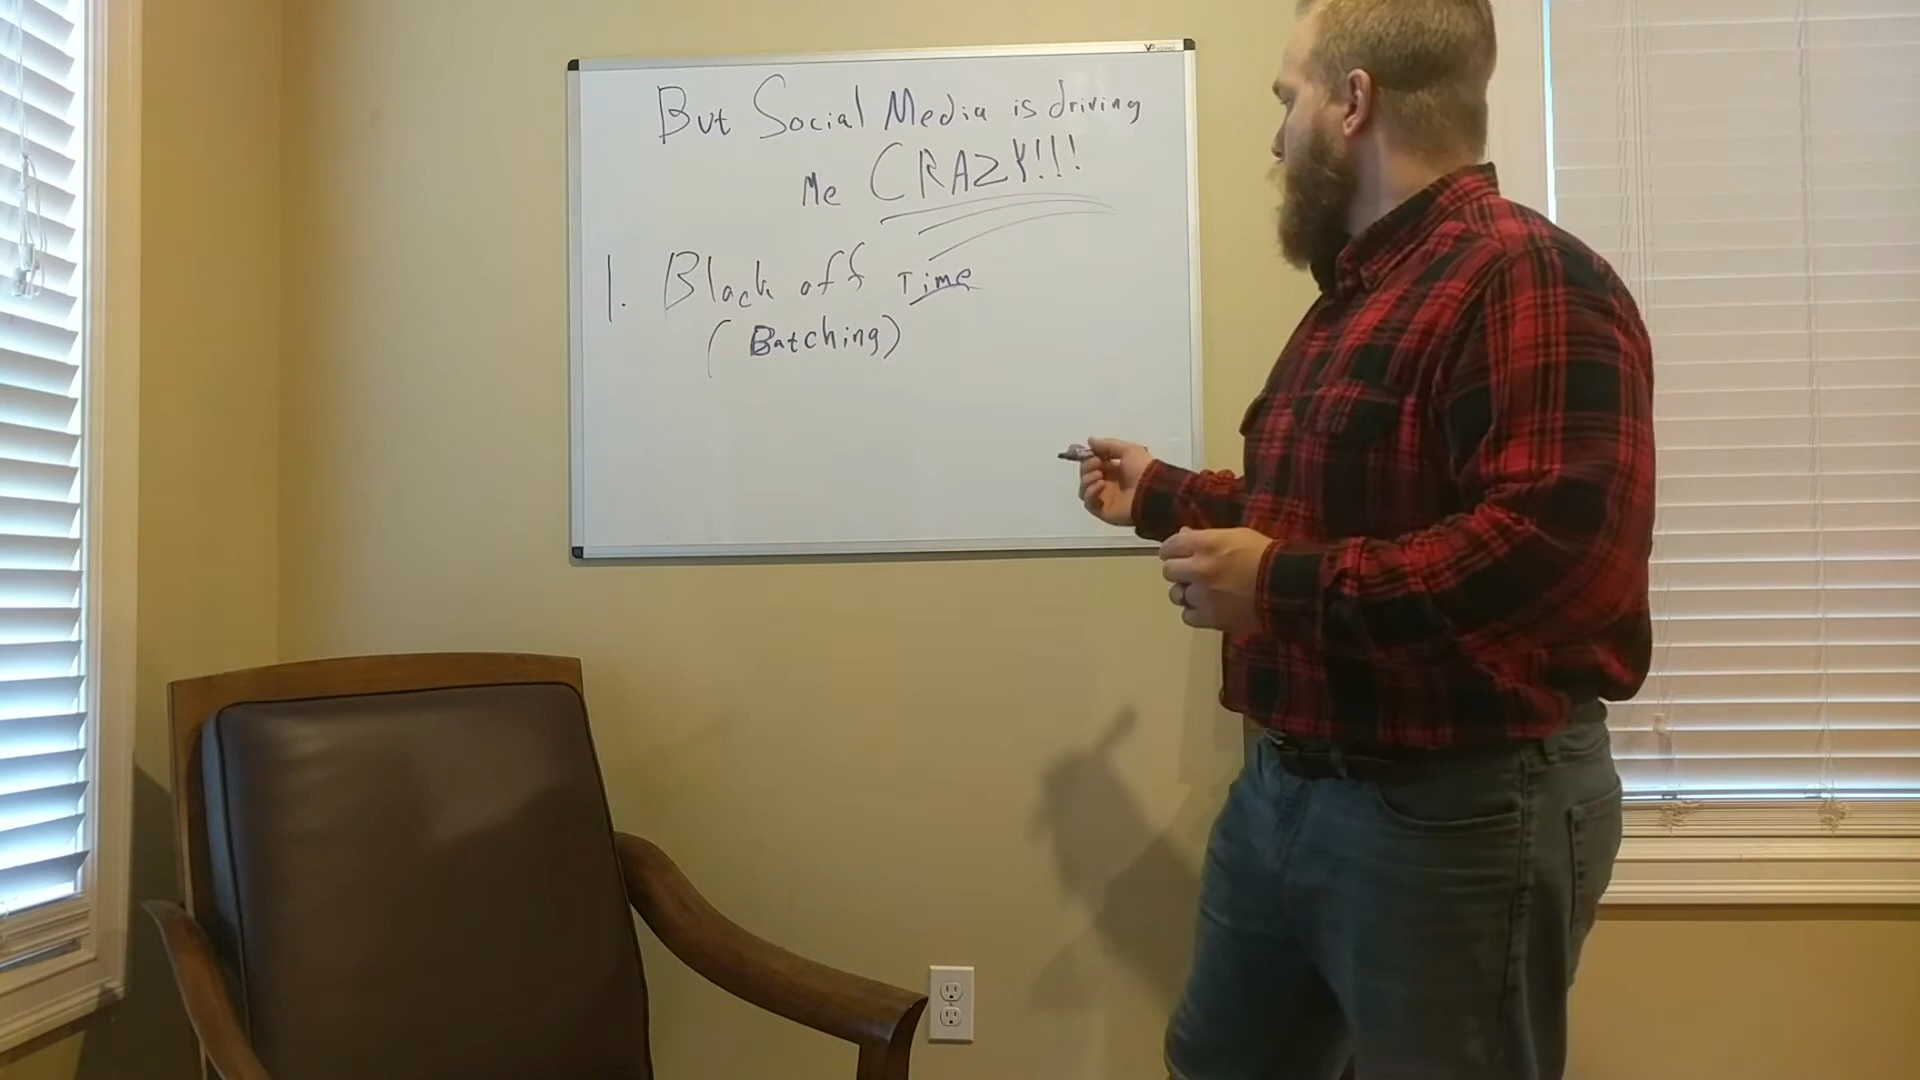 But Social Media is driving
Me CRAZY!!!
1. Block off Time
(Batching)